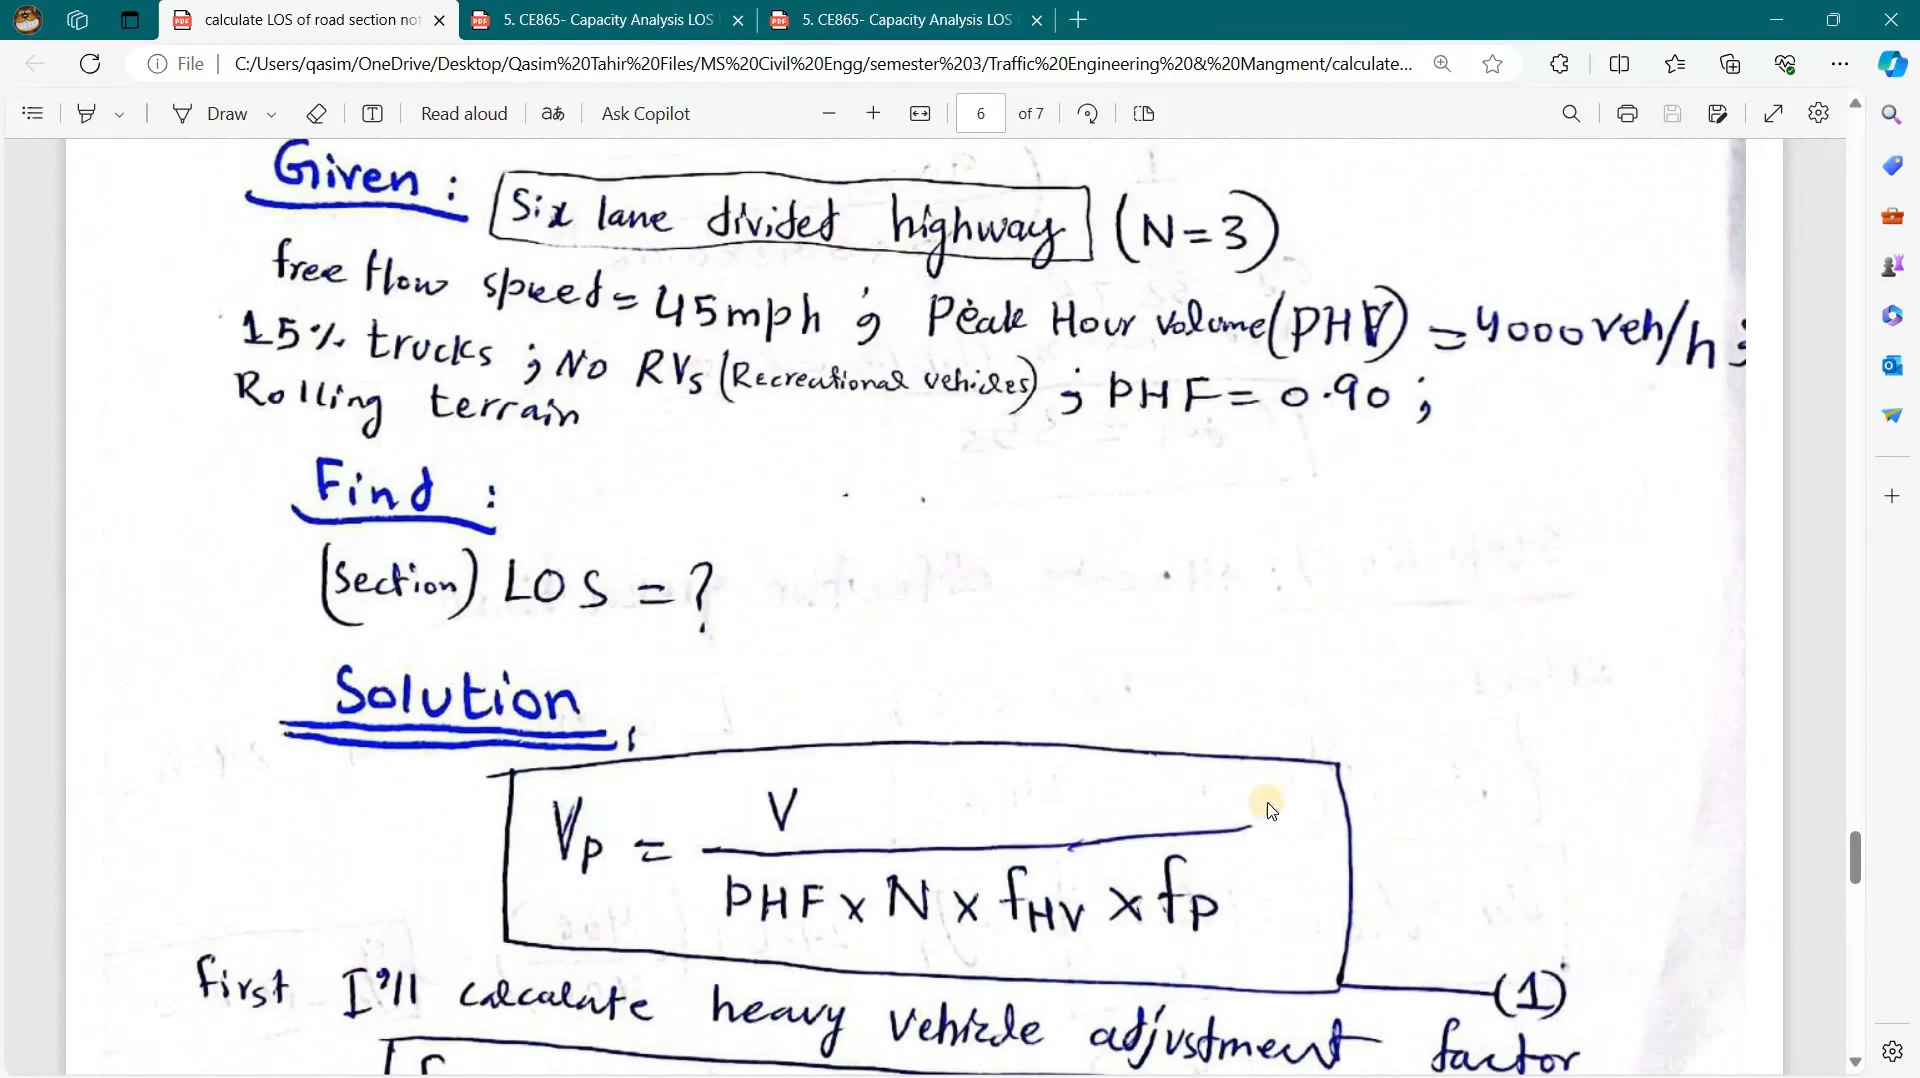 calculate LOS of road section not
5. CE865- Capacity Analysis LOS
5. CE865- Capacity Analysis LOS
File
C:/Users/qasim/OneDrive/Desktop/Qasim%20Tahir%20Files/MS%20Civil%20Engg/semester%203/Traffic%20Engineering%20&%20Mangment/calculate...
Draw
Read aloud
aあ
Ask Copilot
6 of 7
Given :
Six lane divided highway (N=3)
free flow speed = 45mph ; Peak Hour Volume (PHV) = 4000 veh/h ;
15% trucks ; No RVs (Recreational vehicles) ; PHF = 0.90 ;
Rolling terrain
Find :
(Section) LOS = ?
Solution
Vp = V
PHF x N x fHV x fP
(1)
first I'll calculate heavy vehicle adjustment factor